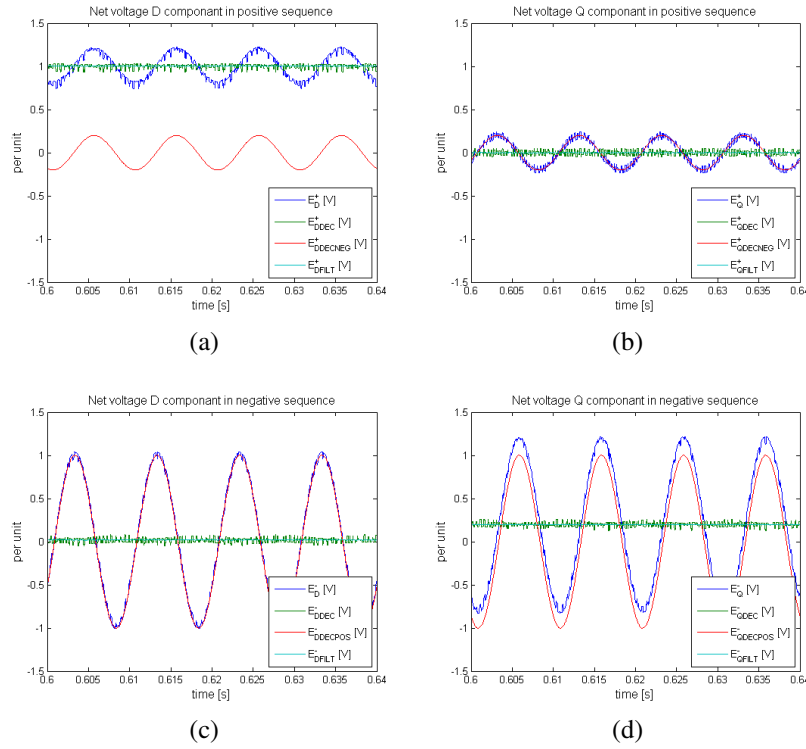 Net voltage D componant in positive sequence
1.5
1
0.5
0
-0.5
-1
-1.5
per unit
E+D [V]
E+DDEC [V]
E+DDECNEG [V]
E+DFILT [V]
0.6 0.605 0.61 0.615 0.62 0.625 0.63 0.635 0.64
time [s]
(a)
Net voltage Q componant in positive sequence
1.5
1
0.5
0
-0.5
-1
-1.5
per unit
E+Q [V]
E+QDEC [V]
E+QDECNEG [V]
E+QFILT [V]
0.6 0.605 0.61 0.615 0.62 0.625 0.63 0.635 0.64
time [s]
(b)
Net voltage D componant in negative sequence
1.5
1
0.5
0
-0.5
-1
-1.5
per unit
E-D [V]
E-DDEC [V]
E-DDECPOS [V]
E-DFILT [V]
0.6 0.605 0.61 0.615 0.62 0.625 0.63 0.635 0.64
time [s]
(c)
Net voltage Q componant in negative sequence
1.5
1
0.5
0
-0.5
-1
-1.5
per unit
E-Q [V]
E-QDEC [V]
E-QDECPOS [V]
E-QFILT [V]
0.6 0.605 0.61 0.615 0.62 0.625 0.63 0.635 0.64
time [s]
(d)